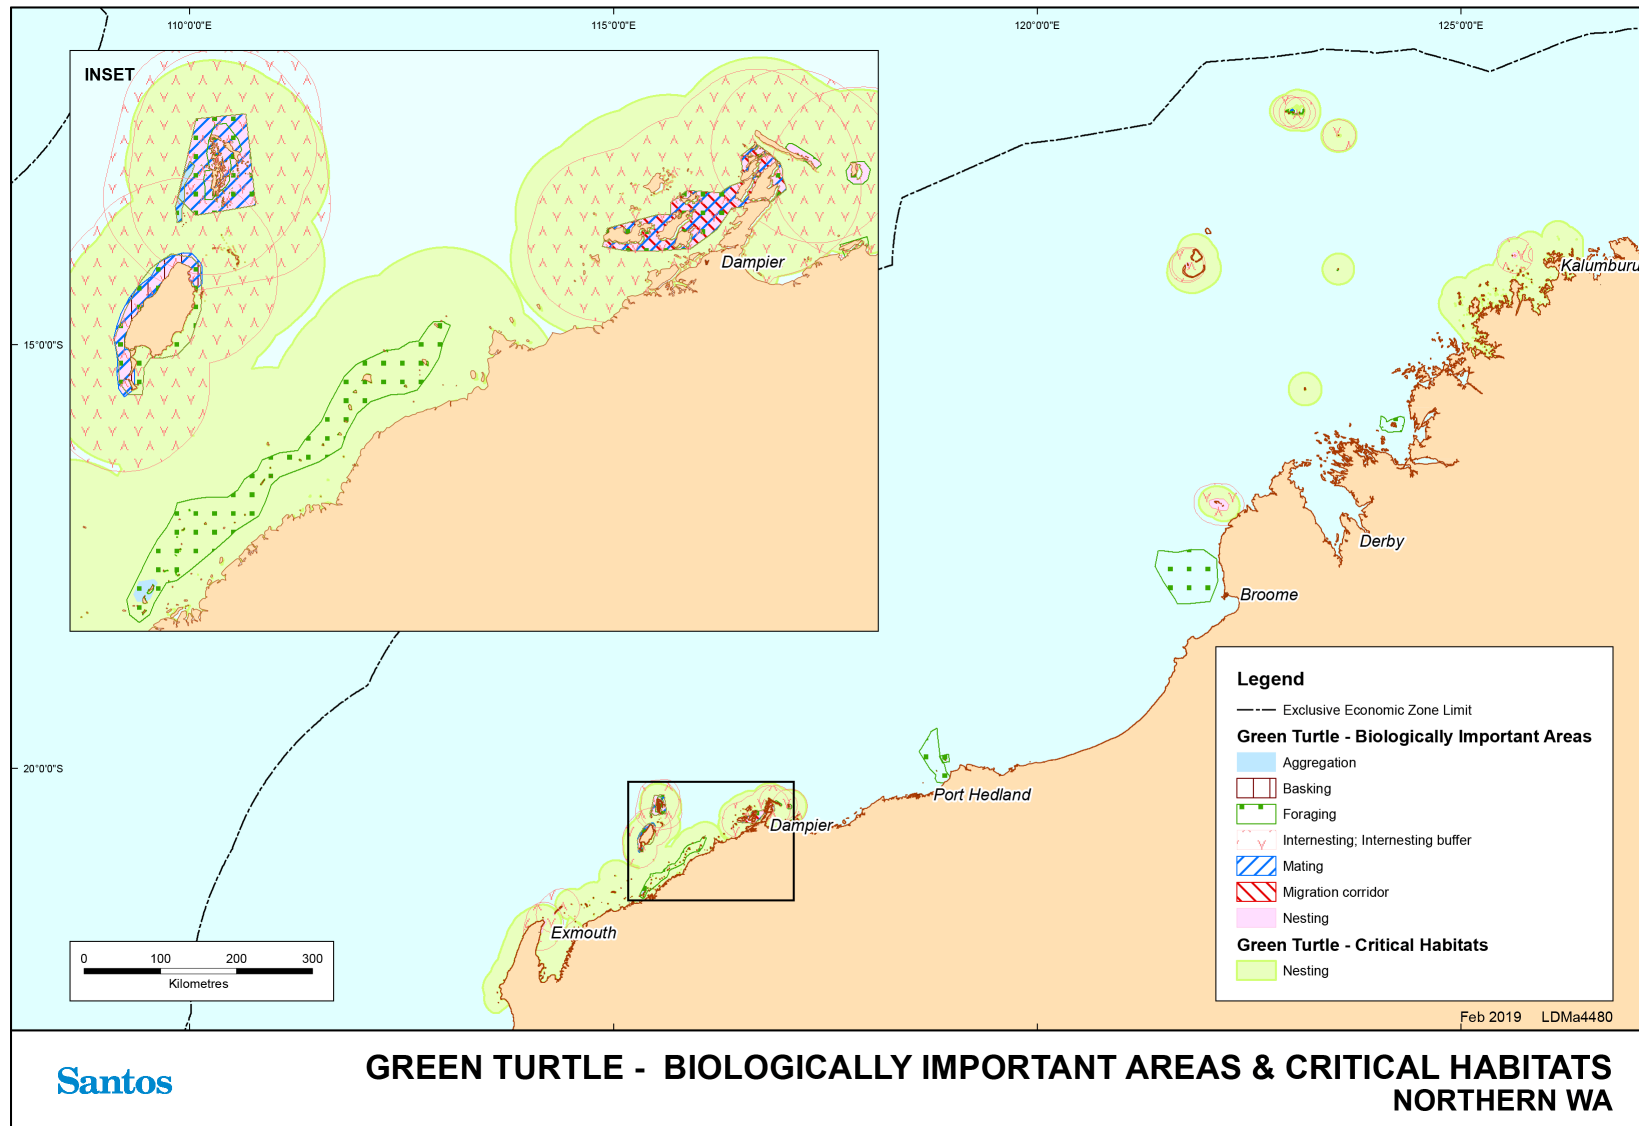 110°0'0"E
115°0'0"E
120°0'0"E
125°0'0"E
INSET
Dampier
Kalumburu
15°0'0"S
Derby
Broome
Legend
Exclusive Economic Zone Limit
Green Turtle - Biologically Important Areas
Aggregation
Basking
Foraging
Internesting; Internesting buffer
Mating
Migration corridor
Nesting
Green Turtle - Critical Habitats
Nesting
20°0'0"S
Port Hedland
Dampier
Exmouth
0 100 200 300
Kilometres
Feb 2019 LDMa4480
Santos
GREEN TURTLE - BIOLOGICALLY IMPORTANT AREAS & CRITICAL HABITATS
NORTHERN WA